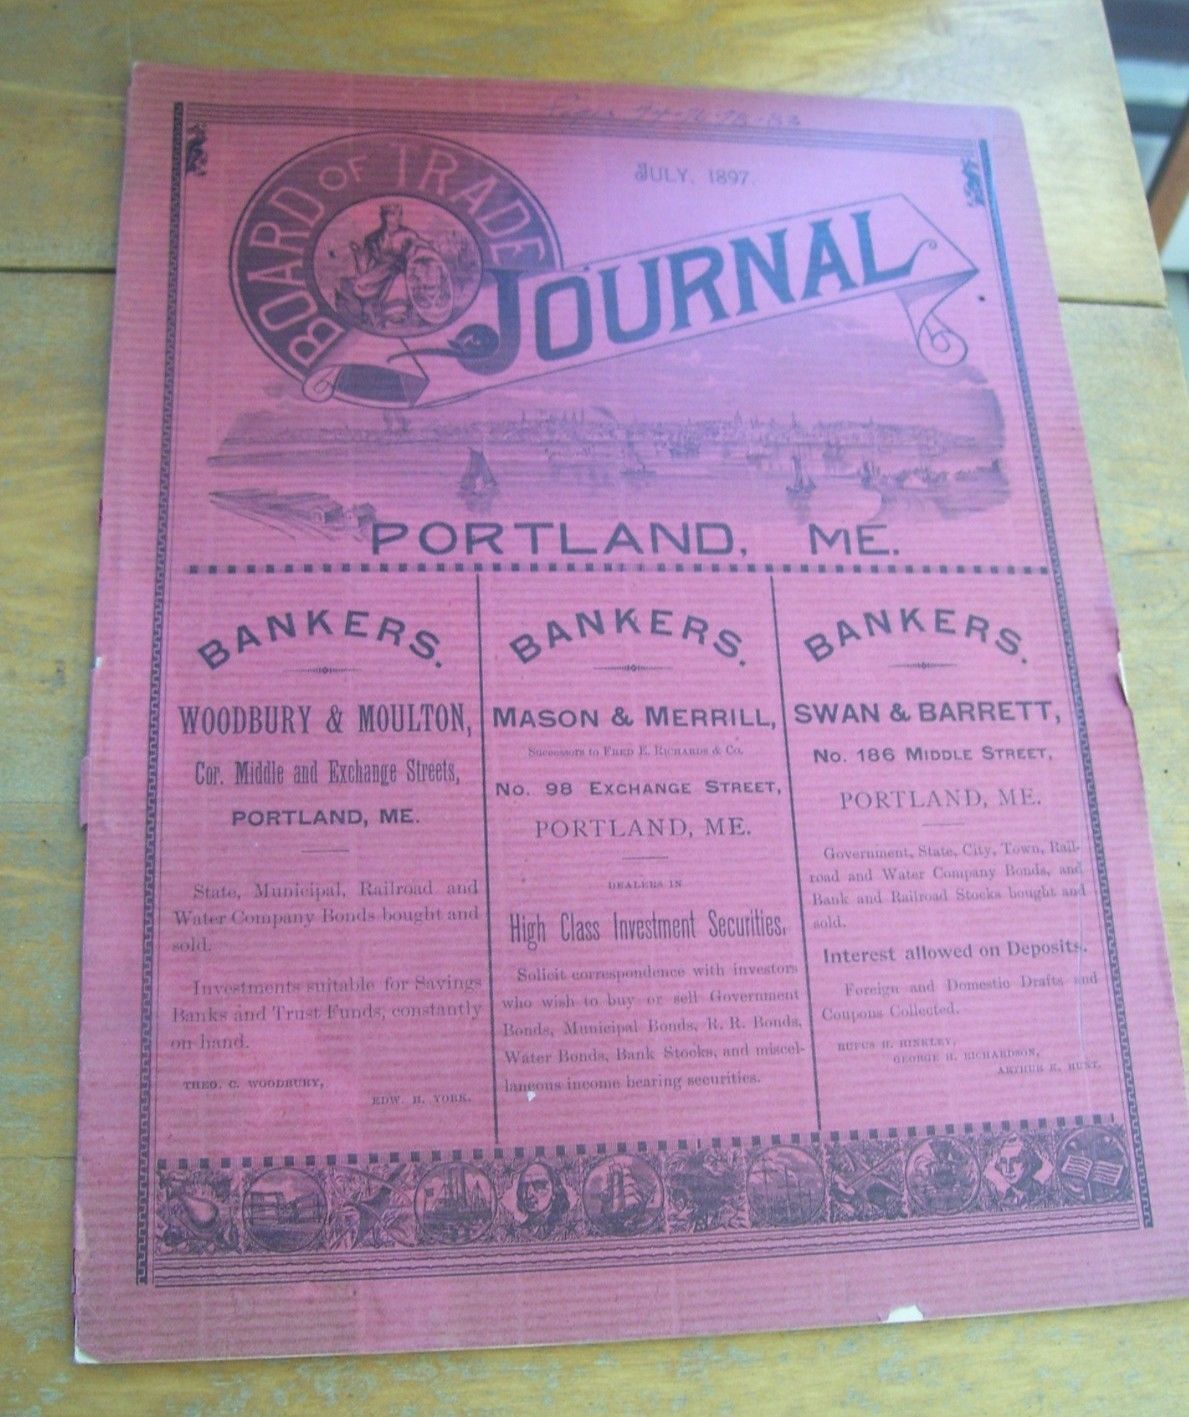 JULY, 1897.
BOARD OF TRADE
JOURNAL
PORTLAND, ME.
BANKERS.
WOODBURY & MOULTON,
Cor. Middle and Exchange Streets,
PORTLAND, ME.
State, Municipal, Railroad and
Water Company Bonds bought and
sold.
Investments suitable for Savings
Banks and Trust Funds, constantly
on hand.
THEO. C. WOODBURY,
EDW. H. YORK.
BANKERS.
MASON & MERRILL,
Successors to FRED E. RICHARDS & Co.
No. 98 EXCHANGE STREET,
PORTLAND, ME.
DEALERS IN
High Class Investment Securities.
Solicit correspondence with investors
who wish to buy or sell Government
Bonds, Municipal Bonds, R. R. Bonds,
Water Bonds, Bank Stocks, and miscel-
laneous income bearing securities.
BANKERS.
SWAN & BARRETT,
No. 186 MIDDLE STREET,
PORTLAND, ME.
Government, State, City, Town, Rail-
road and Water Company Bonds, and
Bank and Railroad Stocks bought and
sold.
Interest allowed on Deposits.
Foreign and Domestic Drafts and
Coupons Collected.
RUFUS H. HINKLEY,
GEORGE H. RICHARDSON,
ARTHUR K. HUNT.